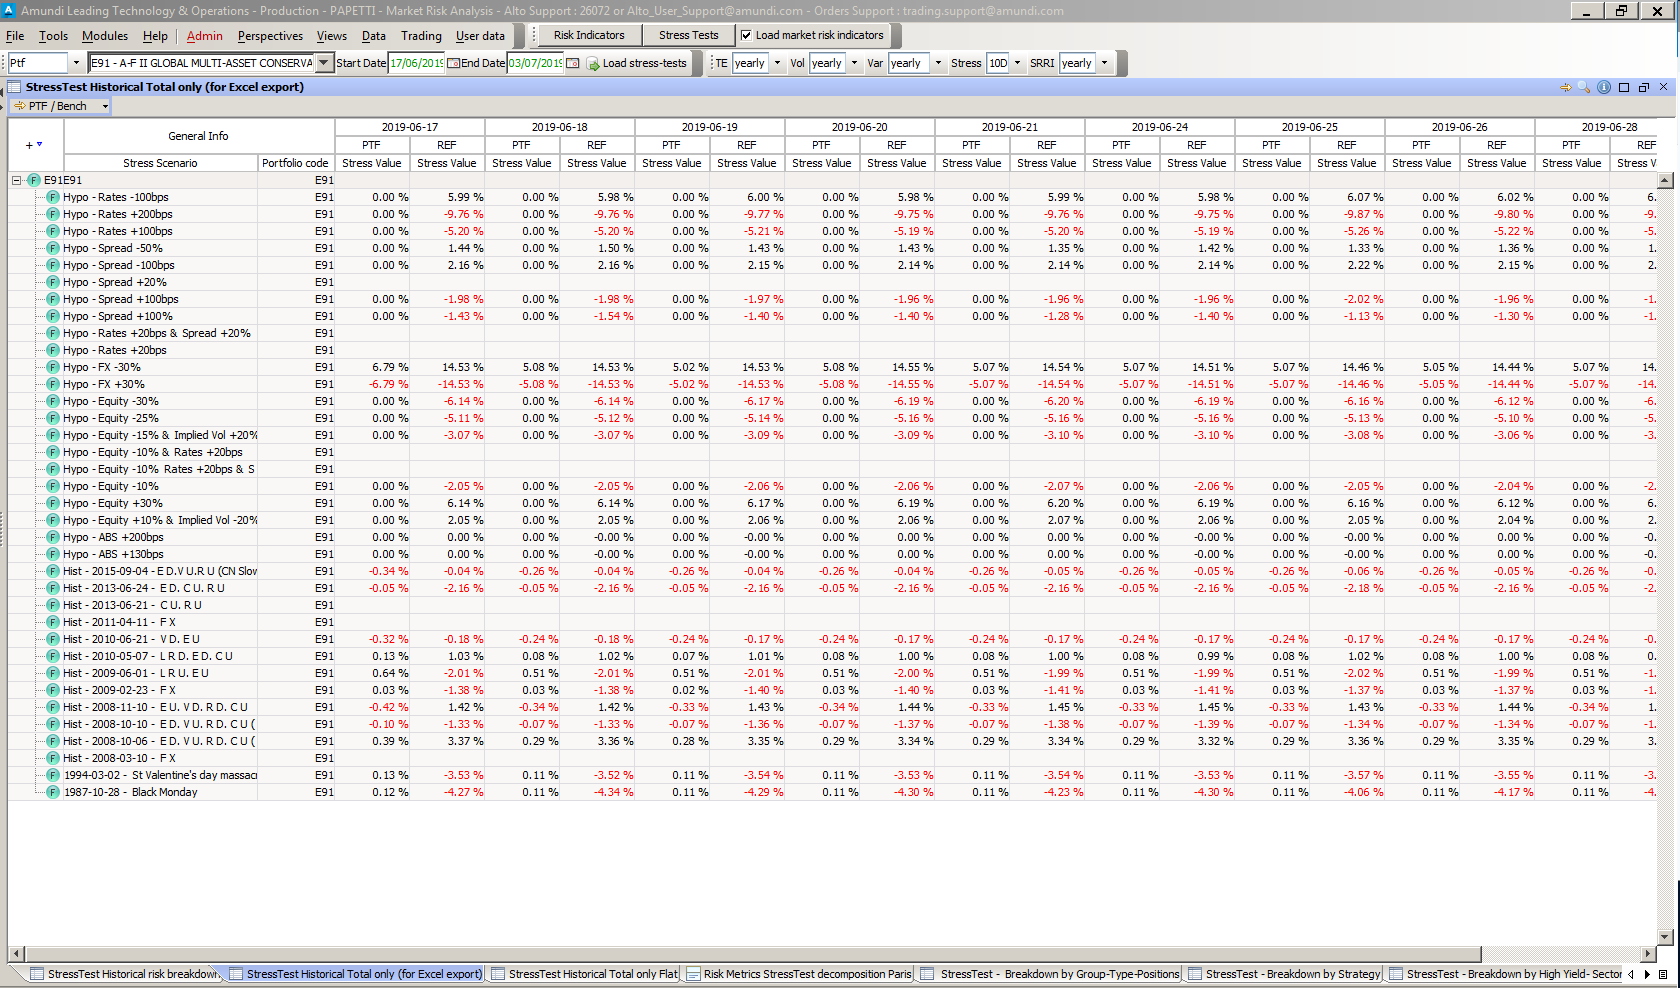 Amundi Leading Technology & Operations - Production - PAPETTI - Market Risk Analysis - Alto Support : 26072 or Alto_User_Support@amundi.com - Orders Support : trading.support@amundi.com
File Tools Modules Help Admin Perspectives Views Data Trading User data Risk Indicators Stress Tests Load market risk indicators
Ptf E91 - A-F II GLOBAL MULTI-ASSET CONSERVA Start Date 17/06/2019 End Date 03/07/2019 Load stress-tests TE yearly Vol yearly Var yearly Stress 10D SRRI yearly
StressTest Historical Total only (for Excel export)
PTF / Bench
General Info 2019-06-17 2019-06-18 2019-06-19 2019-06-20 2019-06-21 2019-06-24 2019-06-25 2019-06-26 2019-06-28
PTF REF PTF REF PTF REF PTF REF PTF REF PTF REF PTF REF PTF REF PTF REF
Stress Scenario Portfolio code Stress Value Stress Value Stress Value Stress Value Stress Value Stress Value Stress Value Stress Value Stress Value Stress Value Stress Value Stress Value Stress Value Stress Value Stress Value Stress Value Stress Value Stress V
E91E91 E91
Hypo - Rates -100bps E91 0.00 % 5.99 % 0.00 % 5.98 % 0.00 % 6.00 % 0.00 % 5.98 % 0.00 % 5.99 % 0.00 % 5.98 % 0.00 % 6.07 % 0.00 % 6.02 % 0.00 % 6.
Hypo - Rates +200bps E91 0.00 % -9.76 % 0.00 % -9.76 % 0.00 % -9.77 % 0.00 % -9.75 % 0.00 % -9.76 % 0.00 % -9.75 % 0.00 % -9.87 % 0.00 % -9.80 % 0.00 % -9.
Hypo - Rates +100bps E91 0.00 % -5.20 % 0.00 % -5.20 % 0.00 % -5.21 % 0.00 % -5.19 % 0.00 % -5.20 % 0.00 % -5.19 % 0.00 % -5.26 % 0.00 % -5.22 % 0.00 % -5.
Hypo - Spread -50% E91 0.00 % 1.44 % 0.00 % 1.50 % 0.00 % 1.43 % 0.00 % 1.43 % 0.00 % 1.35 % 0.00 % 1.42 % 0.00 % 1.33 % 0.00 % 1.36 % 0.00 % 1.
Hypo - Spread -100bps E91 0.00 % 2.16 % 0.00 % 2.16 % 0.00 % 2.15 % 0.00 % 2.14 % 0.00 % 2.14 % 0.00 % 2.14 % 0.00 % 2.22 % 0.00 % 2.15 % 0.00 % 2.
Hypo - Spread +20% E91
Hypo - Spread +100bps E91 0.00 % -1.98 % 0.00 % -1.98 % 0.00 % -1.97 % 0.00 % -1.96 % 0.00 % -1.96 % 0.00 % -1.96 % 0.00 % -2.02 % 0.00 % -1.96 % 0.00 % -1.
Hypo - Spread +100% E91 0.00 % -1.43 % 0.00 % -1.54 % 0.00 % -1.40 % 0.00 % -1.40 % 0.00 % -1.28 % 0.00 % -1.40 % 0.00 % -1.13 % 0.00 % -1.30 % 0.00 % -1.
Hypo - Rates +20bps & Spread +20% E91
Hypo - Rates +20bps E91
Hypo - FX -30% E91 6.79 % 14.53 % 5.08 % 14.53 % 5.02 % 14.53 % 5.08 % 14.55 % 5.07 % 14.54 % 5.07 % 14.51 % 5.07 % 14.46 % 5.05 % 14.44 % 5.07 % 14.
Hypo - FX +30% E91 -6.79 % -14.53 % -5.08 % -14.53 % -5.02 % -14.53 % -5.08 % -14.55 % -5.07 % -14.54 % -5.07 % -14.51 % -5.07 % -14.46 % -5.05 % -14.44 % -5.07 % -14.
Hypo - Equity -30% E91 0.00 % -6.14 % 0.00 % -6.14 % 0.00 % -6.17 % 0.00 % -6.19 % 0.00 % -6.20 % 0.00 % -6.19 % 0.00 % -6.16 % 0.00 % -6.12 % 0.00 % -6.
Hypo - Equity -25% E91 0.00 % -5.11 % 0.00 % -5.12 % 0.00 % -5.14 % 0.00 % -5.16 % 0.00 % -5.16 % 0.00 % -5.16 % 0.00 % -5.13 % 0.00 % -5.10 % 0.00 % -5.
Hypo - Equity -15% & Implied Vol +20% E91 0.00 % -3.07 % 0.00 % -3.07 % 0.00 % -3.09 % 0.00 % -3.09 % 0.00 % -3.10 % 0.00 % -3.10 % 0.00 % -3.08 % 0.00 % -3.06 % 0.00 % -3.
Hypo - Equity -10% & Rates +20bps E91
Hypo - Equity -10% Rates +20bps & S E91
Hypo - Equity -10% E91 0.00 % -2.05 % 0.00 % -2.05 % 0.00 % -2.06 % 0.00 % -2.06 % 0.00 % -2.07 % 0.00 % -2.06 % 0.00 % -2.05 % 0.00 % -2.04 % 0.00 % -2.
Hypo - Equity +30% E91 0.00 % 6.14 % 0.00 % 6.14 % 0.00 % 6.17 % 0.00 % 6.19 % 0.00 % 6.20 % 0.00 % 6.19 % 0.00 % 6.16 % 0.00 % 6.12 % 0.00 % 6.
Hypo - Equity +10% & Implied Vol -20% E91 0.00 % 2.05 % 0.00 % 2.05 % 0.00 % 2.06 % 0.00 % 2.06 % 0.00 % 2.07 % 0.00 % 2.06 % 0.00 % 2.05 % 0.00 % 2.04 % 0.00 % 2.
Hypo - ABS +200bps E91 0.00 % 0.00 % 0.00 % -0.00 % 0.00 % -0.00 % 0.00 % 0.00 % 0.00 % -0.00 % 0.00 % -0.00 % 0.00 % -0.00 % 0.00 % -0.00 % 0.00 % -0.
Hypo - ABS +130bps E91 0.00 % 0.00 % 0.00 % -0.00 % 0.00 % -0.00 % 0.00 % 0.00 % 0.00 % -0.00 % 0.00 % -0.00 % 0.00 % -0.00 % 0.00 % -0.00 % 0.00 % -0.
Hist - 2015-09-04 - E D.V U.R U (CN Slow E91 -0.34 % -0.04 % -0.26 % -0.04 % -0.26 % -0.04 % -0.26 % -0.04 % -0.26 % -0.05 % -0.26 % -0.05 % -0.26 % -0.06 % -0.26 % -0.05 % -0.26 % -0.
Hist - 2013-06-24 - E D. C U. R U E91 -0.05 % -2.16 % -0.05 % -2.16 % -0.05 % -2.16 % -0.05 % -2.16 % -0.05 % -2.16 % -0.05 % -2.16 % -0.05 % -2.18 % -0.05 % -2.16 % -0.05 % -2.
Hist - 2013-06-21 - C U. R U E91
Hist - 2011-04-11 - F X E91
Hist - 2010-06-21 - V D. E U E91 -0.32 % -0.18 % -0.24 % -0.18 % -0.24 % -0.17 % -0.24 % -0.17 % -0.24 % -0.17 % -0.24 % -0.17 % -0.24 % -0.17 % -0.24 % -0.17 % -0.24 % -0.
Hist - 2010-05-07 - L R D. E D. C U E91 0.13 % 1.03 % 0.08 % 1.02 % 0.07 % 1.01 % 0.08 % 1.00 % 0.08 % 1.00 % 0.08 % 0.99 % 0.08 % 1.02 % 0.08 % 1.00 % 0.08 % 0.
Hist - 2009-06-01 - L R U. E U E91 0.64 % -2.01 % 0.51 % -2.01 % 0.51 % -2.01 % 0.51 % -2.00 % 0.51 % -1.99 % 0.51 % -1.99 % 0.51 % -2.02 % 0.51 % -1.99 % 0.51 % -1.
Hist - 2009-02-23 - F X E91 0.03 % -1.38 % 0.03 % -1.38 % 0.02 % -1.40 % 0.03 % -1.40 % 0.03 % -1.41 % 0.03 % -1.41 % 0.03 % -1.37 % 0.03 % -1.37 % 0.03 % -1.
Hist - 2008-11-10 - E U. V D. R D. C U E91 -0.42 % 1.42 % -0.34 % 1.42 % -0.33 % 1.43 % -0.34 % 1.44 % -0.33 % 1.45 % -0.33 % 1.45 % -0.33 % 1.43 % -0.33 % 1.44 % -0.34 % 1.
Hist - 2008-10-10 - E D. V U. R D. C U ( E91 -0.10 % -1.33 % -0.07 % -1.33 % -0.07 % -1.36 % -0.07 % -1.37 % -0.07 % -1.38 % -0.07 % -1.39 % -0.07 % -1.34 % -0.07 % -1.34 % -0.07 % -1.
Hist - 2008-10-06 - E D. V U. R D. C U ( E91 0.39 % 3.37 % 0.29 % 3.36 % 0.28 % 3.35 % 0.29 % 3.34 % 0.29 % 3.34 % 0.29 % 3.32 % 0.29 % 3.36 % 0.29 % 3.35 % 0.29 % 3.
Hist - 2008-03-10 - F X E91
1994-03-02 - St Valentine's day massacr E91 0.13 % -3.53 % 0.11 % -3.52 % 0.11 % -3.54 % 0.11 % -3.53 % 0.11 % -3.54 % 0.11 % -3.53 % 0.11 % -3.57 % 0.11 % -3.55 % 0.11 % -3.
1987-10-28 - Black Monday E91 0.12 % -4.27 % 0.11 % -4.34 % 0.11 % -4.29 % 0.11 % -4.30 % 0.11 % -4.23 % 0.11 % -4.30 % 0.11 % -4.06 % 0.11 % -4.17 % 0.11 % -4.
StressTest Historical risk breakdown StressTest Historical Total only (for Excel export) StressTest Historical Total only Flat Risk Metrics StressTest decomposition Paris StressTest - Breakdown by Group-Type-Positions StressTest - Breakdown by Strategy StressTest - Breakdown by High Yield- Sector